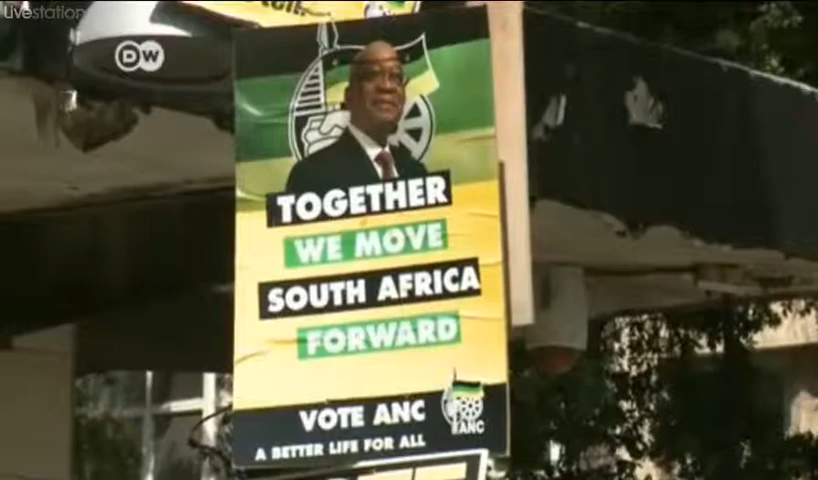 Livestation
DW
TOGETHER
WE MOVE
SOUTH AFRICA
FORWARD
VOTE ANC
ANC
A BETTER LIFE FOR ALL